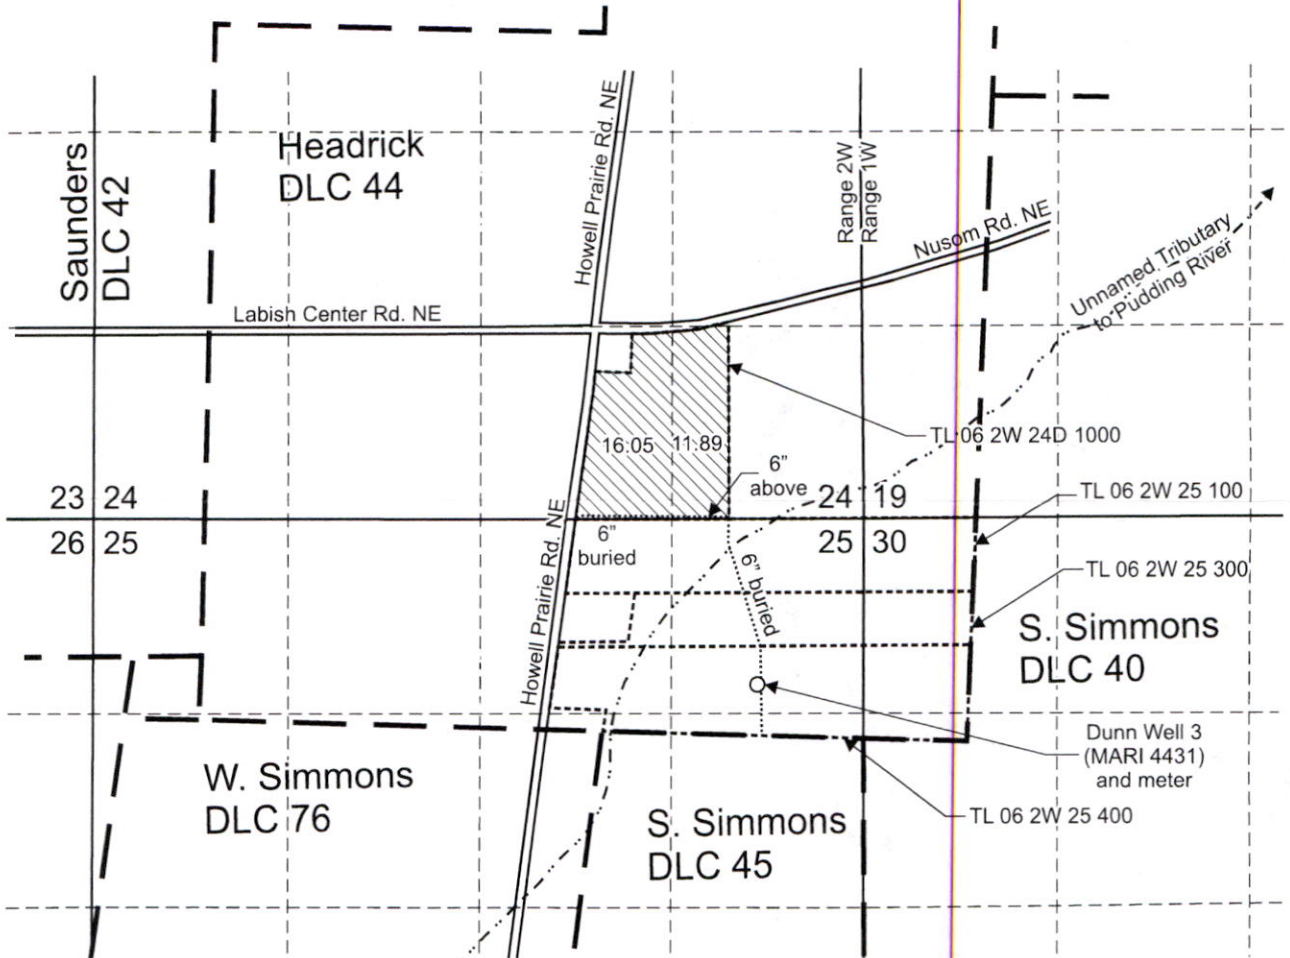 Howell Prairie Rd. NE
Saunders
DLC 42
Headrick
DLC 44
Range 2W
Range 1W
Nusom Rd. NE
Unnamed Tributary
to Pudding River
Labish Center Rd. NE
TL 06 2W 24D 1000
16.05
11.89
6"
above
23
24
24
19
TL 06 2W 25 100
26
25
6"
buried
25
30
Howell Prairie Rd. NE
6" buried
TL 06 2W 25 300
S. Simmons
DLC 40
Dunn Well 3
(MARI 4431)
and meter
W. Simmons
DLC 76
S. Simmons
DLC 45
TL 06 2W 25 400